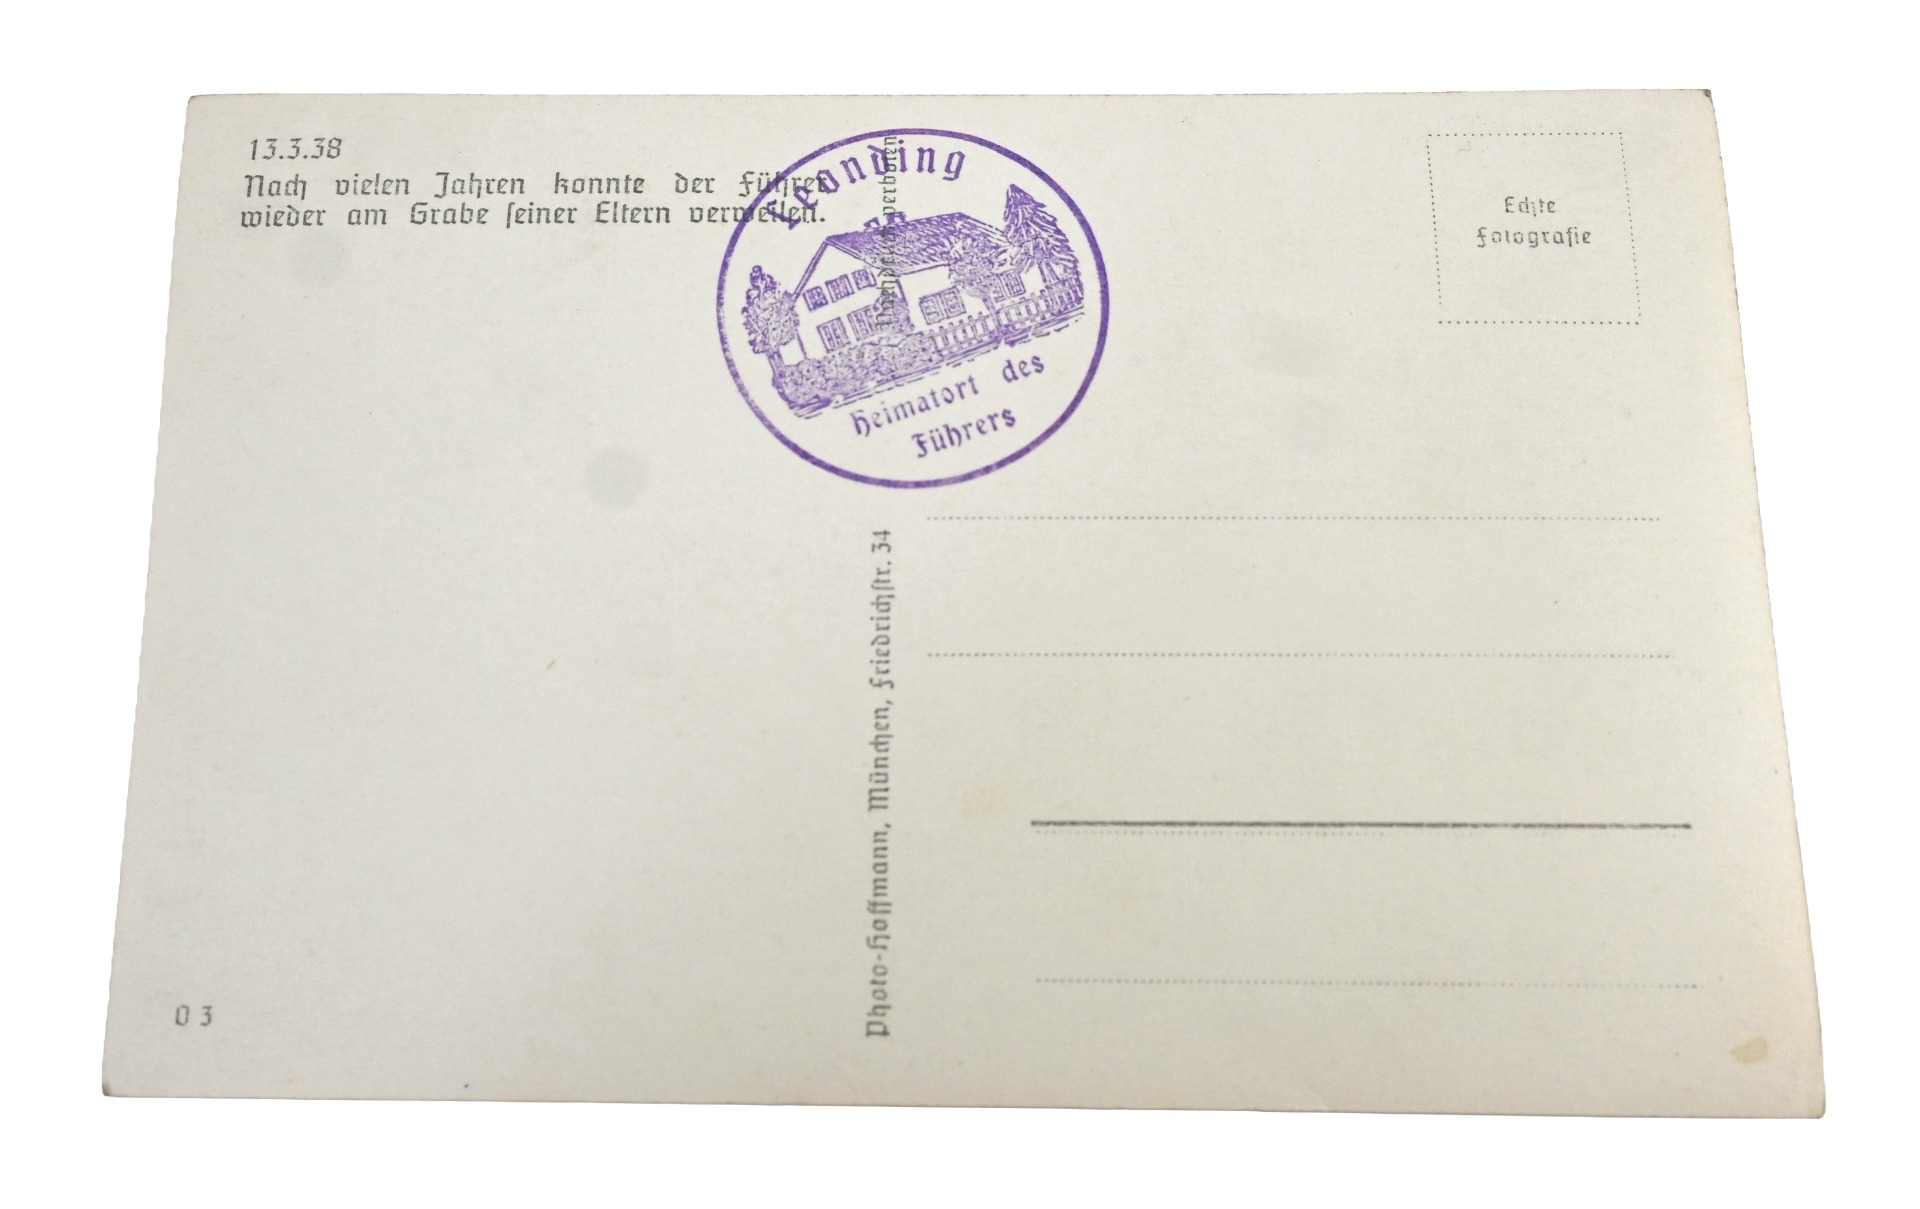 13.3.38
Nach vielen Jahren konnte der Führer
wieder am Grabe seiner Eltern verweilen.
Leonding
Heimatort des
Führers
Echte
Fotografie
Photo-Hoffmann, München, Friedrichstr. 34
Nachdruck verboten
O 3